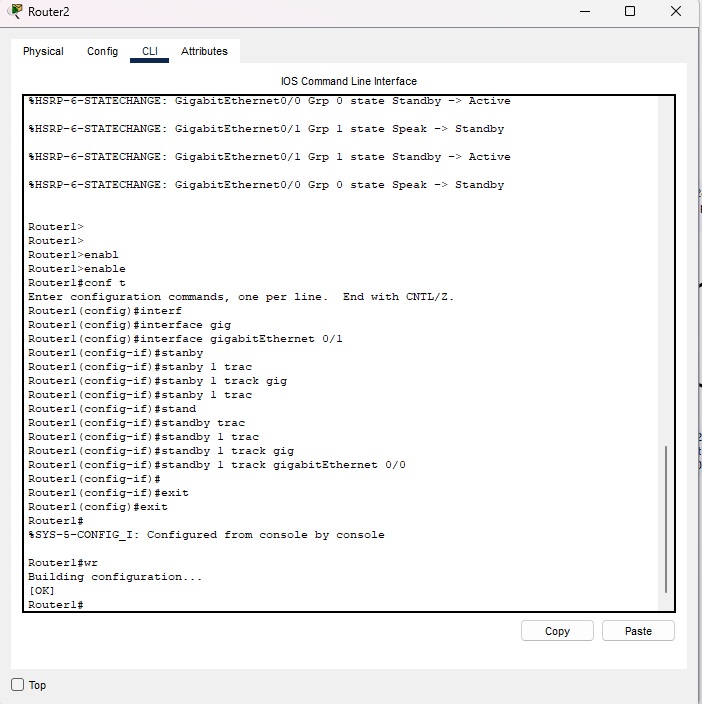 Router2
Physical Config CLI Attributes
IOS Command Line Interface
%HSRP-6-STATECHANGE: GigabitEthernet0/0 Grp 0 state Standby -> Active
%HSRP-6-STATECHANGE: GigabitEthernet0/1 Grp 1 state Speak -> Standby
%HSRP-6-STATECHANGE: GigabitEthernet0/1 Grp 1 state Standby -> Active
%HSRP-6-STATECHANGE: GigabitEthernet0/0 Grp 0 state Speak -> Standby
Router1>
Router1>
Router1>enabl
Router1>enable
Router1#conf t
Enter configuration commands, one per line.  End with CNTL/Z.
Router1(config)#interf
Router1(config)#interface gig
Router1(config)#interface gigabitEthernet 0/1
Router1(config-if)#stanby
Router1(config-if)#stanby 1 trac
Router1(config-if)#stanby 1 track gig
Router1(config-if)#stanby 1 trac
Router1(config-if)#stand
Router1(config-if)#standby trac
Router1(config-if)#standby 1 trac
Router1(config-if)#standby 1 track gig
Router1(config-if)#standby 1 track gigabitEthernet 0/0
Router1(config-if)#
Router1(config-if)#exit
Router1(config)#exit
Router1#
%SYS-5-CONFIG_I: Configured from console by console
Router1#wr
Building configuration...
[OK]
Router1#
Copy Paste
Top